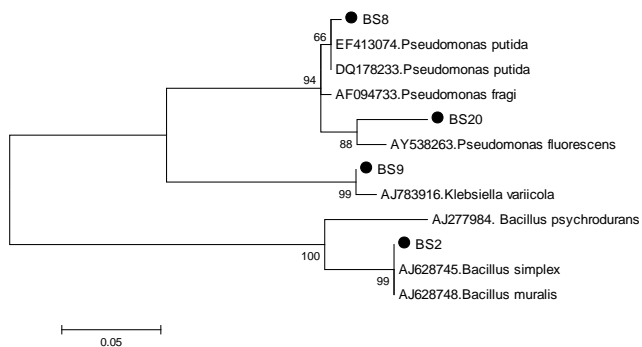 BS8
66
EF413074.Pseudomonas putida
DQ178233.Pseudomonas putida
94
AF094733.Pseudomonas fragi
BS20
88
AY538263.Pseudomonas fluorescens
BS9
99
AJ783916.Klebsiella variicola
AJ277984. Bacillus psychrodurans
BS2
100
AJ628745.Bacillus simplex
99
AJ628748.Bacillus muralis
0.05